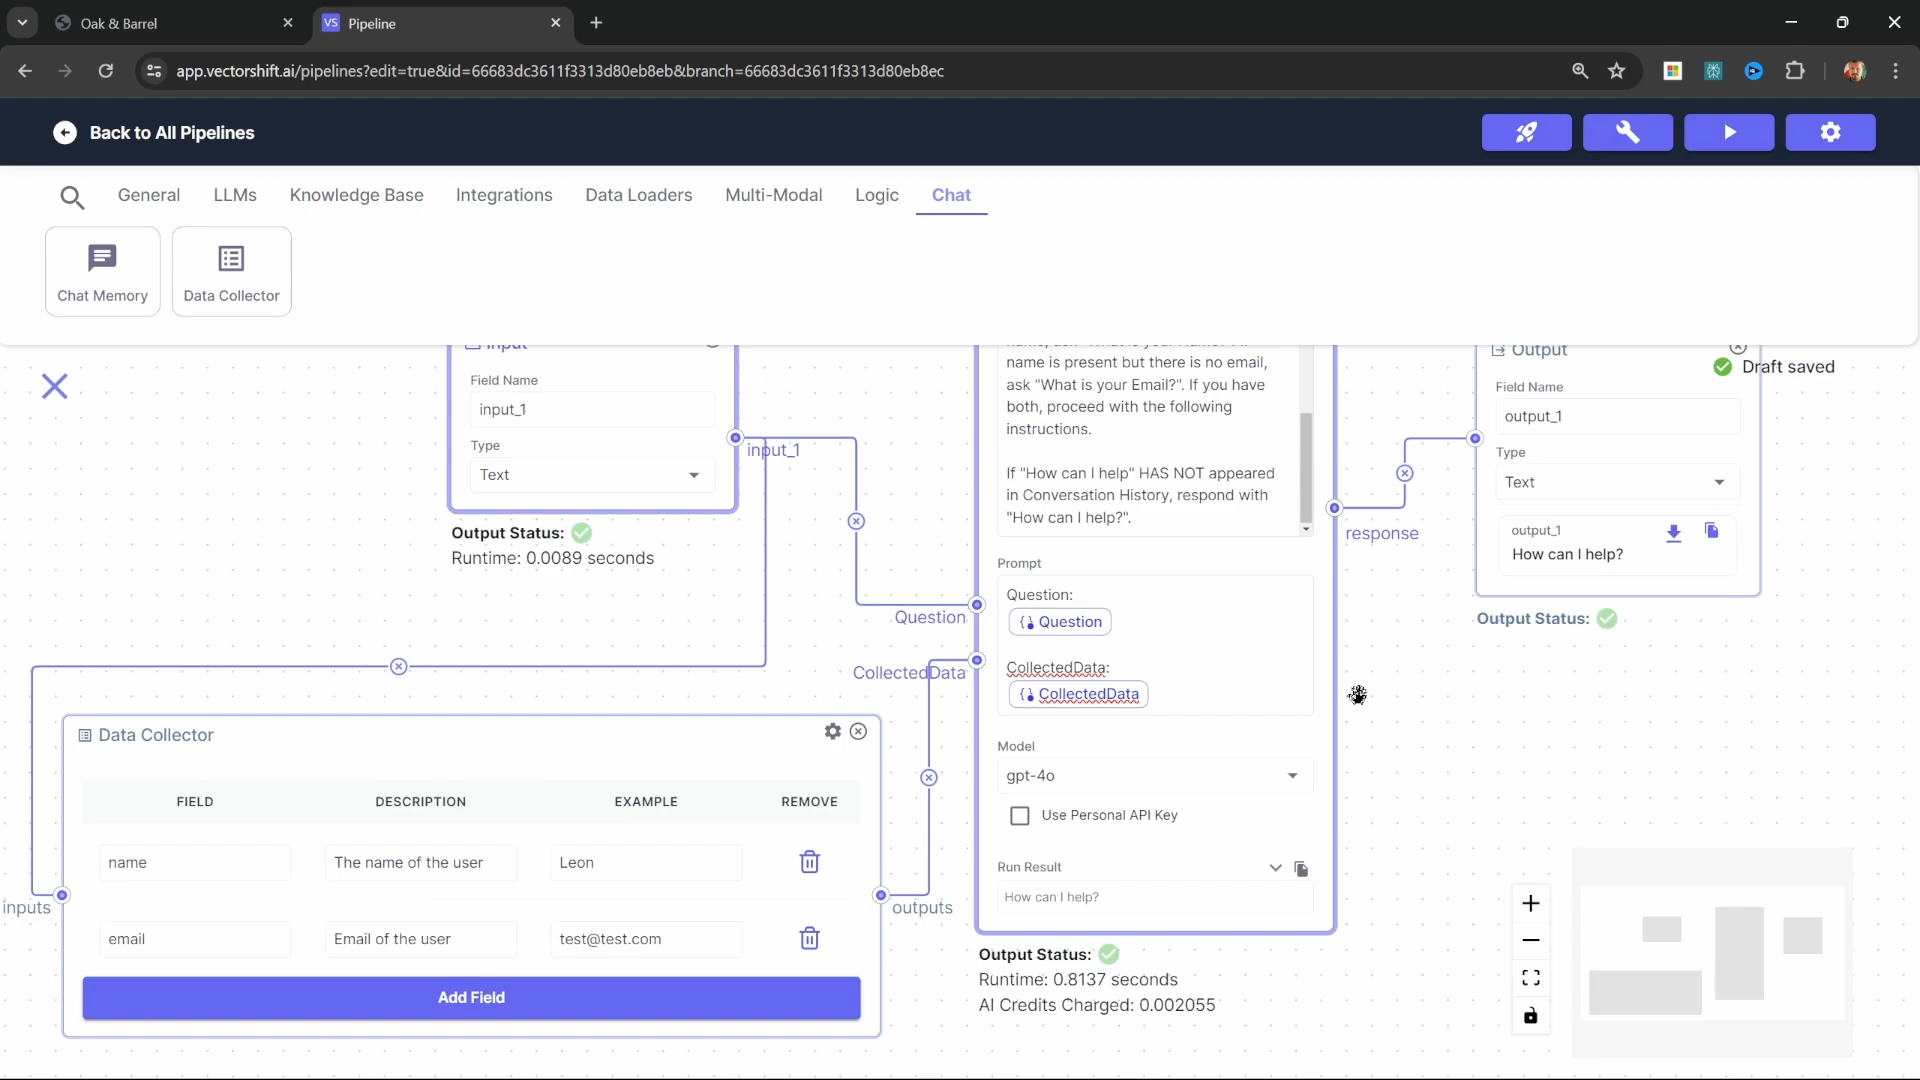 Oak & Barrel
VS Pipeline
app.vectorshift.ai/pipelines?edit=true&id=66683dc3611f3313d80eb8eb&branch=66683dc3611f3313d80eb8ec
Back to All Pipelines
General LLMs Knowledge Base Integrations Data Loaders Multi-Modal Logic Chat
Chat Memory
Data Collector
Draft saved
Input
Field Name
input_1
Type
Text
input_1
Output Status:
Runtime: 0.0089 seconds
name is present but there is no email,
ask "What is your Email?". If you have
both, proceed with the following
instructions.
If "How can I help" HAS NOT appeared
in Conversation History, respond with
"How can I help?".
Prompt
Question:
Question
CollectedData:
CollectedData
Question
CollectedData
Model
gpt-4o
Use Personal API Key
Run Result
How can I help?
Output Status:
Runtime: 0.8137 seconds
AI Credits Charged: 0.002055
response
Output
Field Name
output_1
Type
Text
output_1
How can I help?
Output Status:
Data Collector
FIELD DESCRIPTION EXAMPLE REMOVE
name The name of the user Leon
email Email of the user test@test.com
Add Field
inputs
outputs